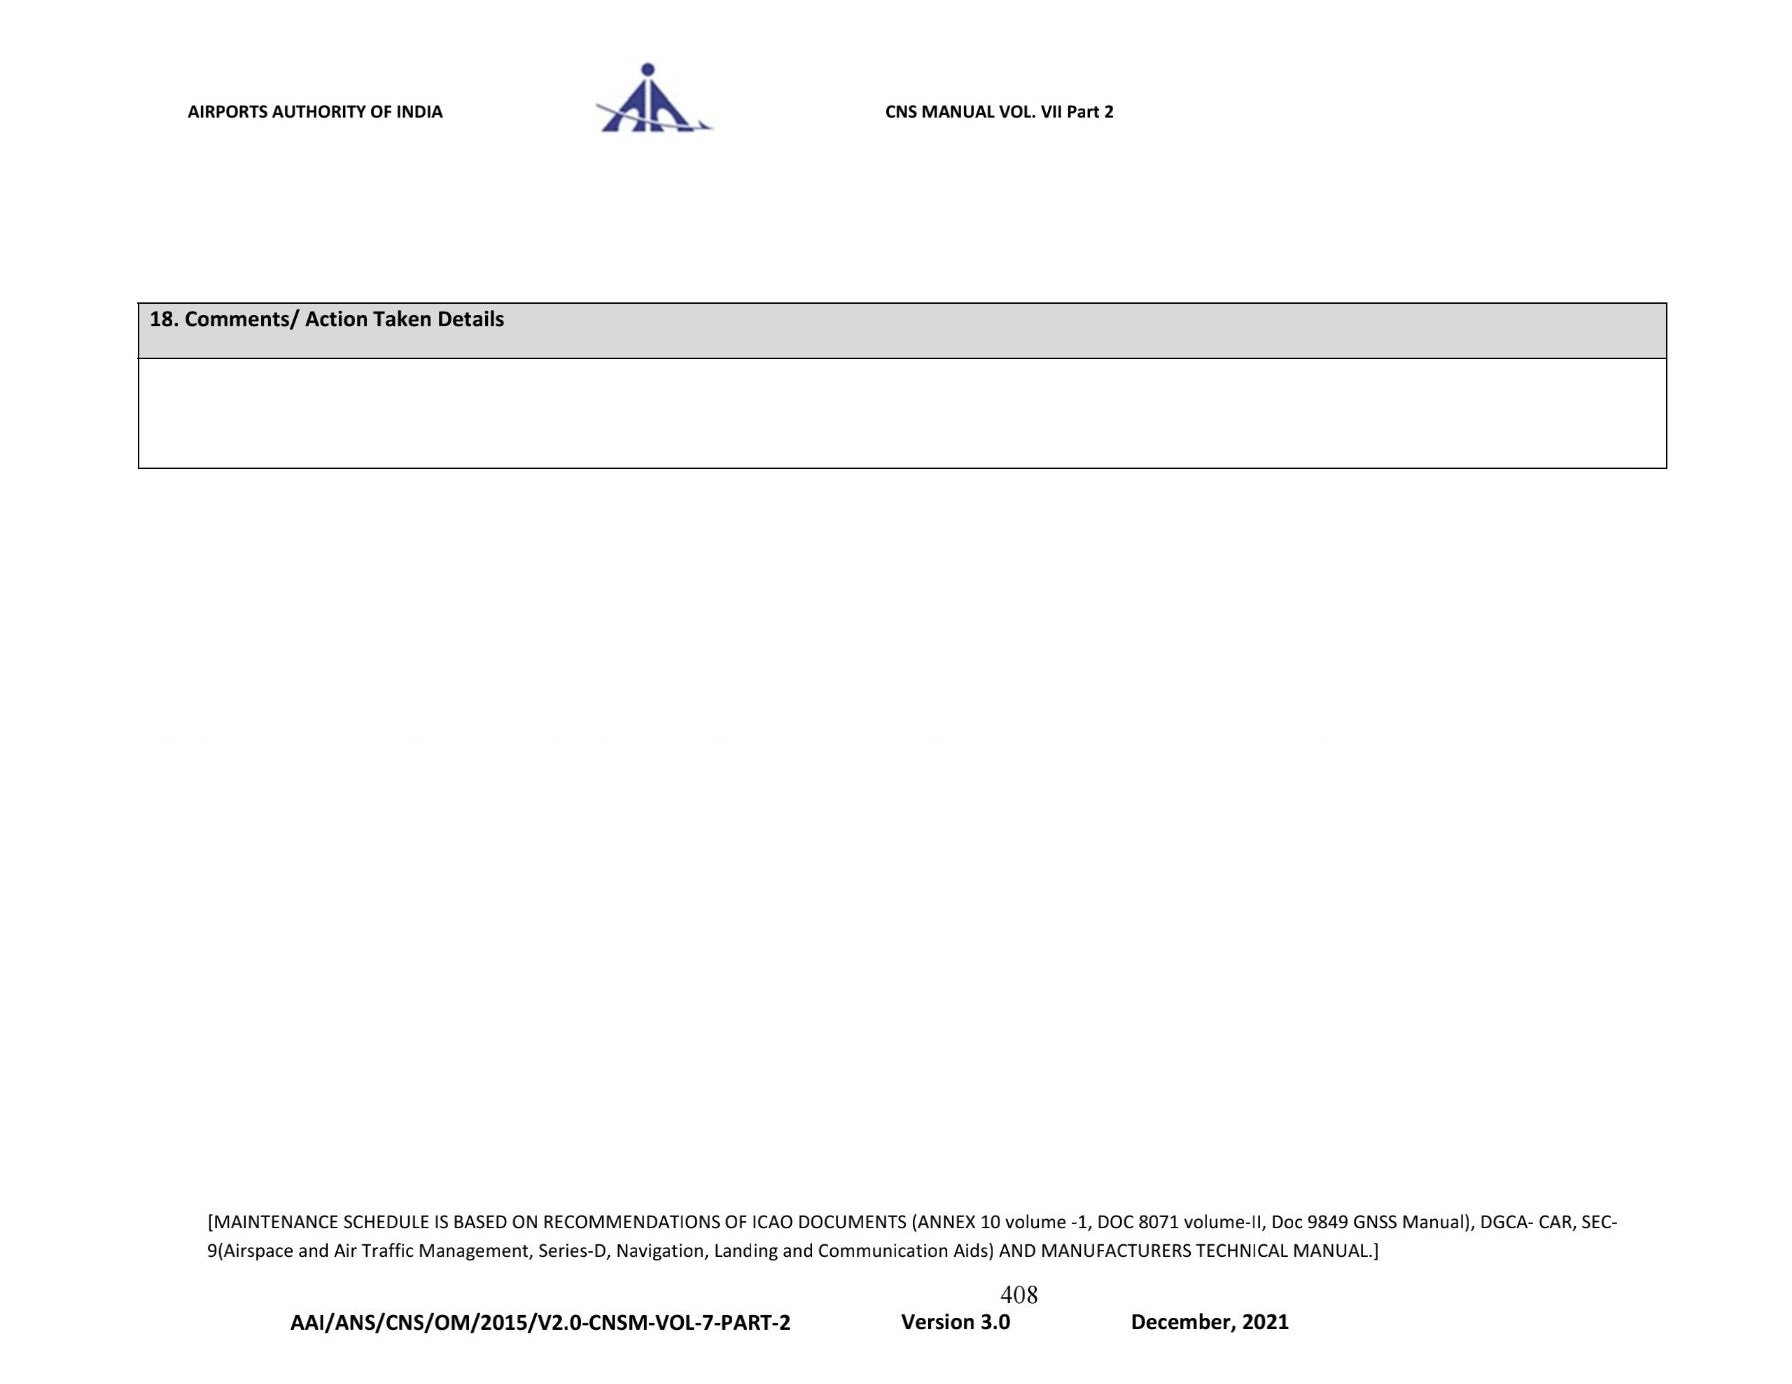 AIRPORTS AUTHORITY OF INDIA
CNS MANUAL VOL. VII Part 2
18. Comments/ Action Taken Details
[MAINTENANCE SCHEDULE IS BASED ON RECOMMENDATIONS OF ICAO DOCUMENTS (ANNEX 10 volume -1, DOC 8071 volume-II, Doc 9849 GNSS Manual), DGCA- CAR, SEC-
9(Airspace and Air Traffic Management, Series-D, Navigation, Landing and Communication Aids) AND MANUFACTURERS TECHNICAL MANUAL.]
408
AAI/ANS/CNS/OM/2015/V2.0-CNSM-VOL-7-PART-2 Version 3.0 December, 2021